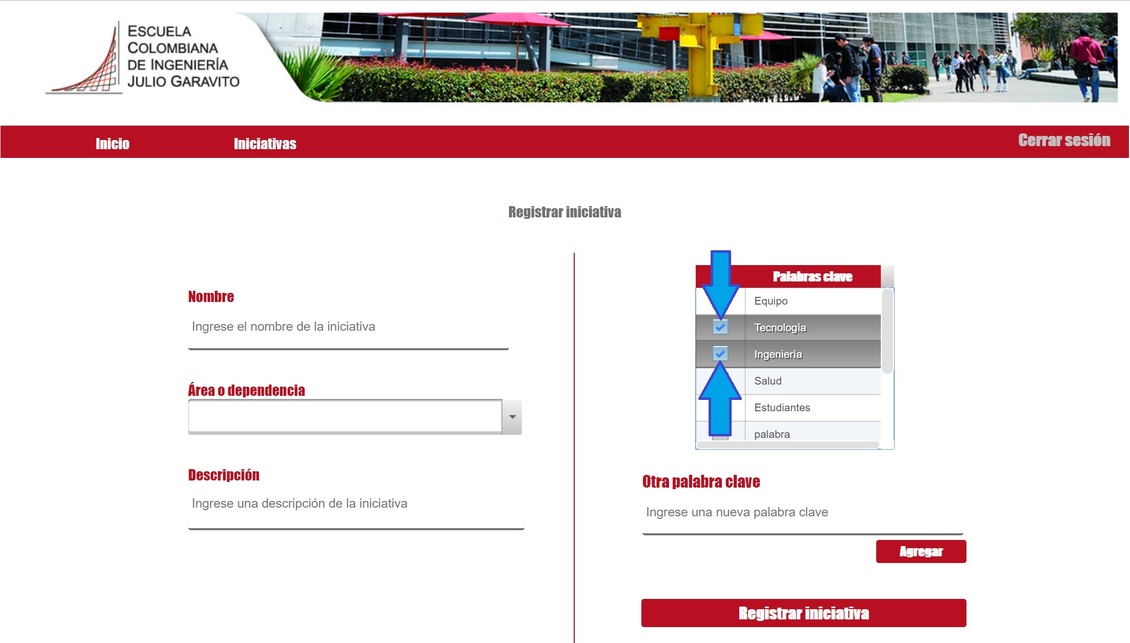 ESCUELA
COLOMBIANA
DE INGENIERÍA
JULIO GARAVITO
Inicio
Iniciativas
Cerrar sesión
Registrar iniciativa
Nombre
Ingrese el nombre de la iniciativa
Área o dependencia
Descripción
Ingrese una descripción de la iniciativa
Palabras clave
Equipo
Tecnología
Ingeniería
Salud
Estudiantes
palabra
Otra palabra clave
Ingrese una nueva palabra clave
Agregar
Registrar iniciativa